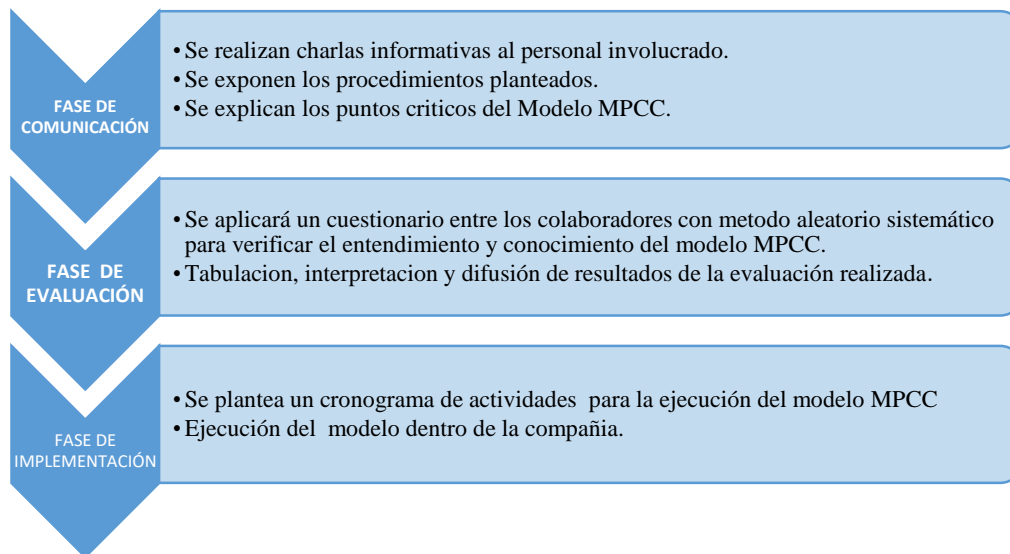 FASE DE
COMUNICACIÓN
• Se realizan charlas informativas al personal involucrado.
• Se exponen los procedimientos planteados.
• Se explican los puntos criticos del Modelo MPCC.
FASE DE
EVALUACIÓN
• Se aplicará un cuestionario entre los colaboradores con metodo aleatorio sistemático
para verificar el entendimiento y conocimiento del modelo MPCC.
• Tabulacion, interpretacion y difusión de resultados de la evaluación realizada.
FASE DE
IMPLEMENTACIÓN
• Se plantea un cronograma de actividades para la ejecución del modelo MPCC
• Ejecución del modelo dentro de la compañia.